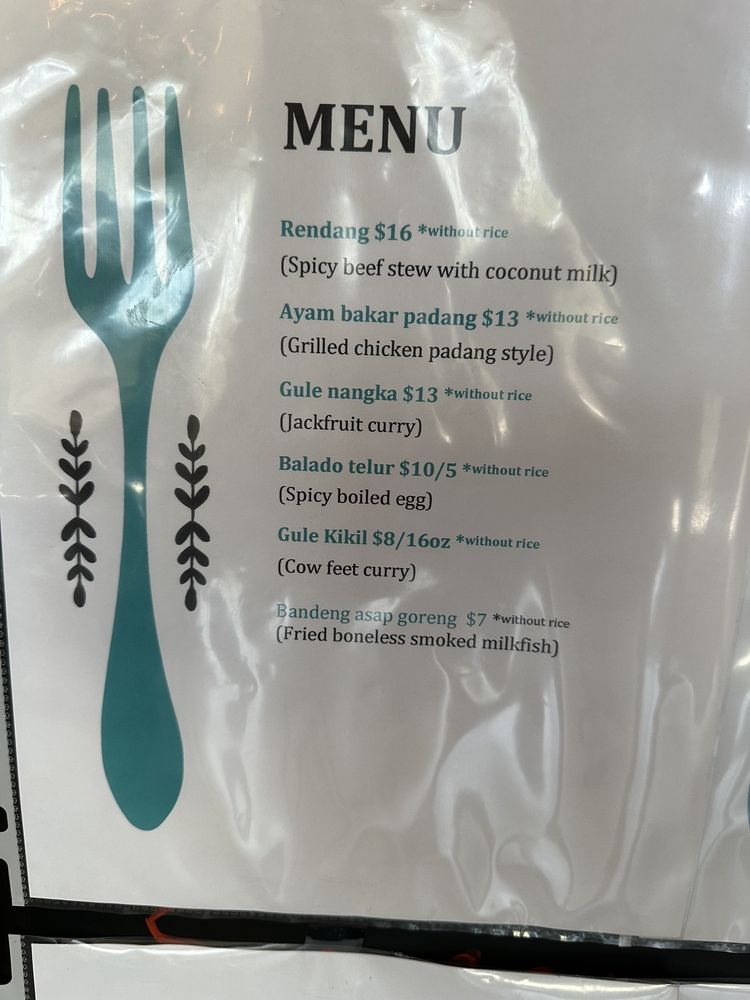 MENU
Rendang $16 *without rice
(Spicy beef stew with coconut milk)
Ayam bakar padang $13 *without rice
(Grilled chicken padang style)
Gule nangka $13 *without rice
(Jackfruit curry)
Balado telur $10/5 *without rice
(Spicy boiled egg)
Gule Kikil $8/16oz *without rice
(Cow feet curry)
Bandeng asap goreng $7 *without rice
(Fried boneless smoked milkfish)